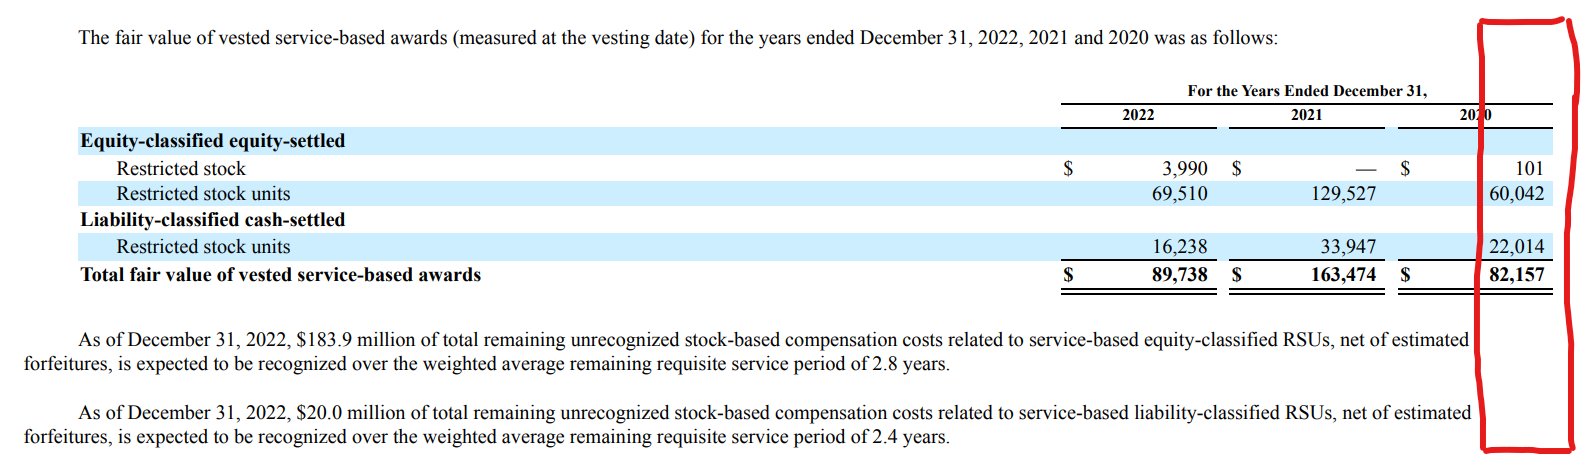 The fair value of vested service-based awards (measured at the vesting date) for the years ended December 31, 2022, 2021 and 2020 was as follows:
For the Years Ended December 31,
2022 2021 2020
Equity-classified equity-settled
Restricted stock $ 3,990 $ — $ 101
Restricted stock units 69,510 129,527 60,042
Liability-classified cash-settled
Restricted stock units 16,238 33,947 22,014
Total fair value of vested service-based awards $ 89,738 $ 163,474 $ 82,157
As of December 31, 2022, $183.9 million of total remaining unrecognized stock-based compensation costs related to service-based equity-classified RSUs, net of estimated
forfeitures, is expected to be recognized over the weighted average remaining requisite service period of 2.8 years.
As of December 31, 2022, $20.0 million of total remaining unrecognized stock-based compensation costs related to service-based liability-classified RSUs, net of estimated
forfeitures, is expected to be recognized over the weighted average remaining requisite service period of 2.4 years.